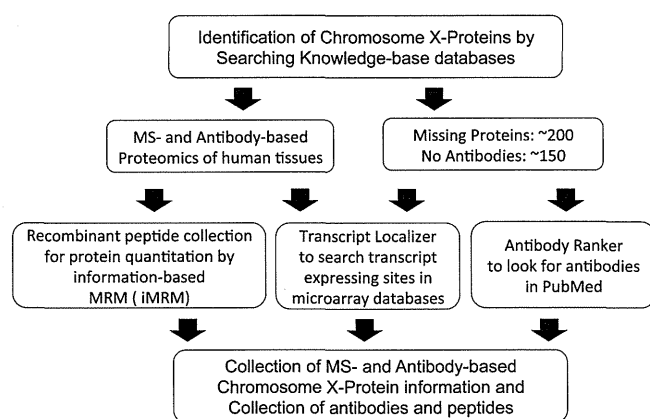 Identification of Chromosome X-Proteins by
Searching Knowledge-base databases
MS- and Antibody-based
Proteomics of human tissues
Missing Proteins: ~200
No Antibodies: ~150
Recombinant peptide collection
for protein quantitation by
information-based
MRM ( iMRM)
Transcript Localizer
to search transcript
expressing sites in
microarray databases
Antibody Ranker
to look for antibodies
in PubMed
Collection of MS- and Antibody-based
Chromosome X-Protein information and
Collection of antibodies and peptides